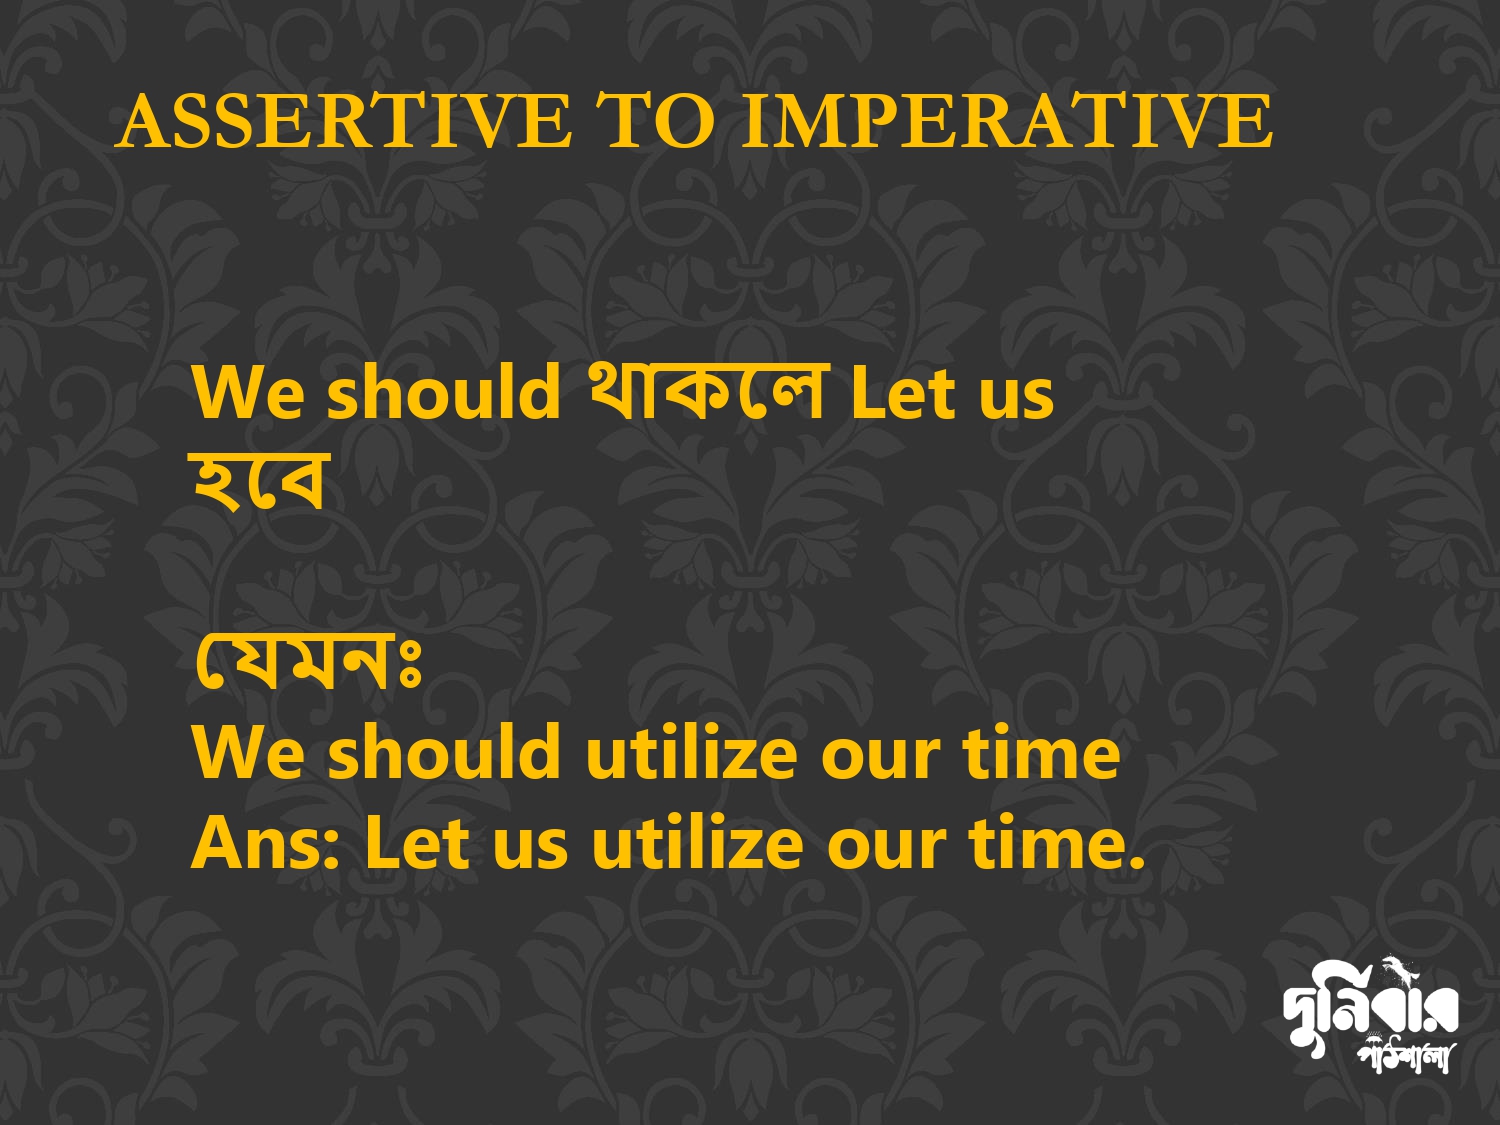 ASSERTIVE TO IMPERATIVE
We should থাকলে Let us
হবে
যেমনঃ
We should utilize our time
Ans: Let us utilize our time.
দুর্নিবার
পাঠশালা